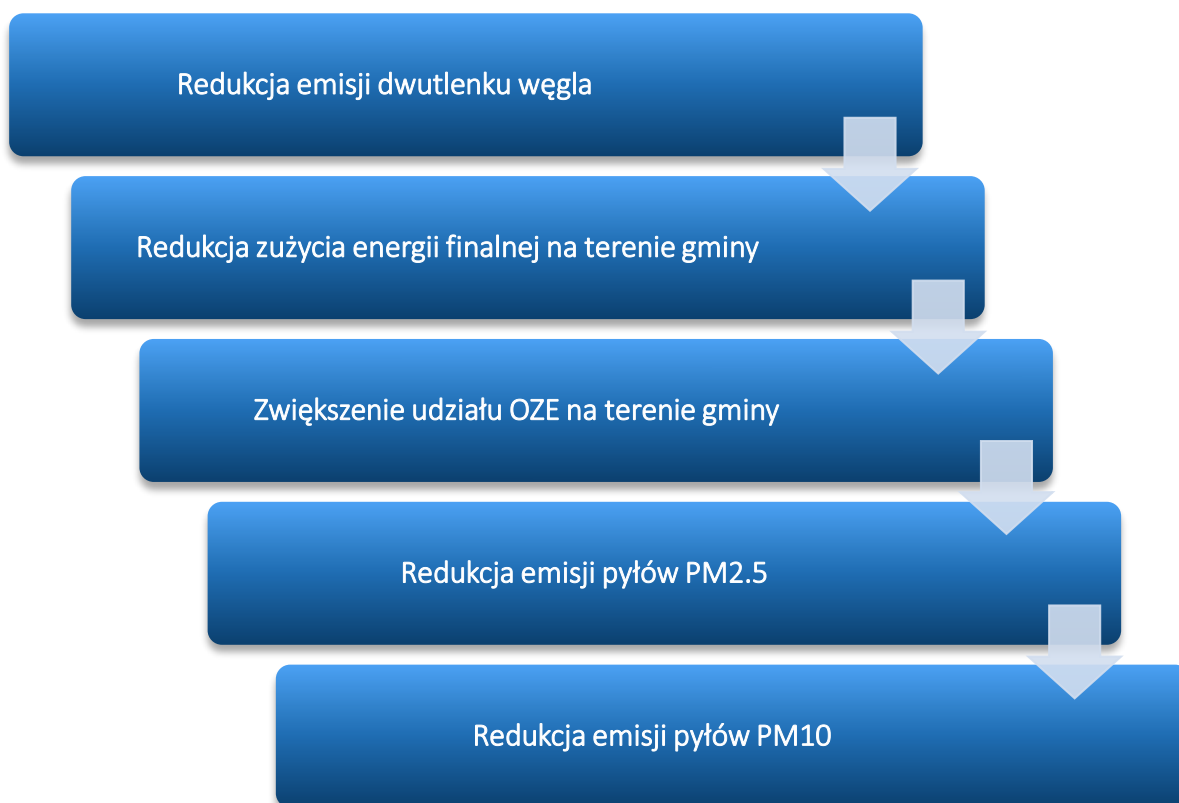 Redukcja emisji dwutlenku węgla
Redukcja zużycia energii finalnej na terenie gminy
Zwiększenie udziału OZE na terenie gminy
Redukcja emisji pyłów PM2.5
Redukcja emisji pyłów PM10